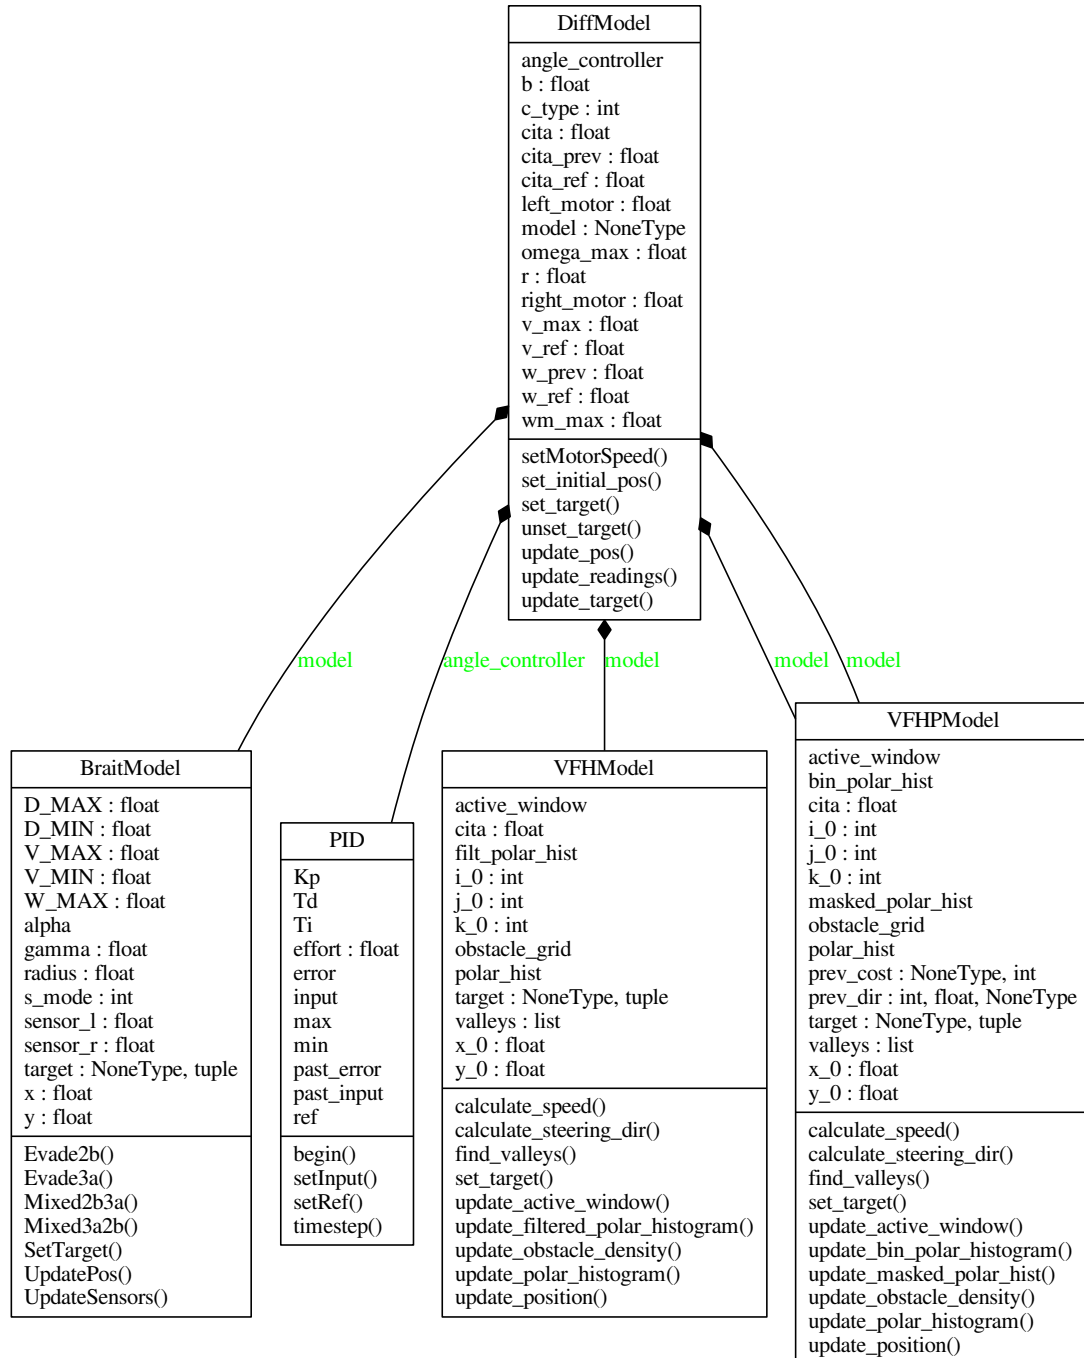 DiffModel
angle_controller
b : float
c_type : int
cita : float
cita_prev : float
cita_ref : float
left_motor : float
model : NoneType
omega_max : float
r : float
right_motor : float
v_max : float
v_ref : float
w_prev : float
w_ref : float
wm_max : float
setMotorSpeed()
set_initial_pos()
set_target()
unset_target()
update_pos()
update_readings()
update_target()
model
angle_controller
model
model
model
BraitModel
D_MAX : float
D_MIN : float
V_MAX : float
V_MIN : float
W_MAX : float
alpha
gamma : float
radius : float
s_mode : int
sensor_l : float
sensor_r : float
target : NoneType, tuple
x : float
y : float
Evade2b()
Evade3a()
Mixed2b3a()
Mixed3a2b()
SetTarget()
UpdatePos()
UpdateSensors()
PID
Kp
Td
Ti
effort : float
error
input
max
min
past_error
past_input
ref
begin()
setInput()
setRef()
timestep()
VFHModel
active_window
cita : float
filt_polar_hist
i_0 : int
j_0 : int
k_0 : int
obstacle_grid
polar_hist
target : NoneType, tuple
valleys : list
x_0 : float
y_0 : float
calculate_speed()
calculate_steering_dir()
find_valleys()
set_target()
update_active_window()
update_filtered_polar_histogram()
update_obstacle_density()
update_polar_histogram()
update_position()
VFHPModel
active_window
bin_polar_hist
cita : float
i_0 : int
j_0 : int
k_0 : int
masked_polar_hist
obstacle_grid
polar_hist
prev_cost : NoneType, int
prev_dir : int, float, NoneType
target : NoneType, tuple
valleys : list
x_0 : float
y_0 : float
calculate_speed()
calculate_steering_dir()
find_valleys()
set_target()
update_active_window()
update_bin_polar_histogram()
update_masked_polar_hist()
update_obstacle_density()
update_polar_histogram()
update_position()